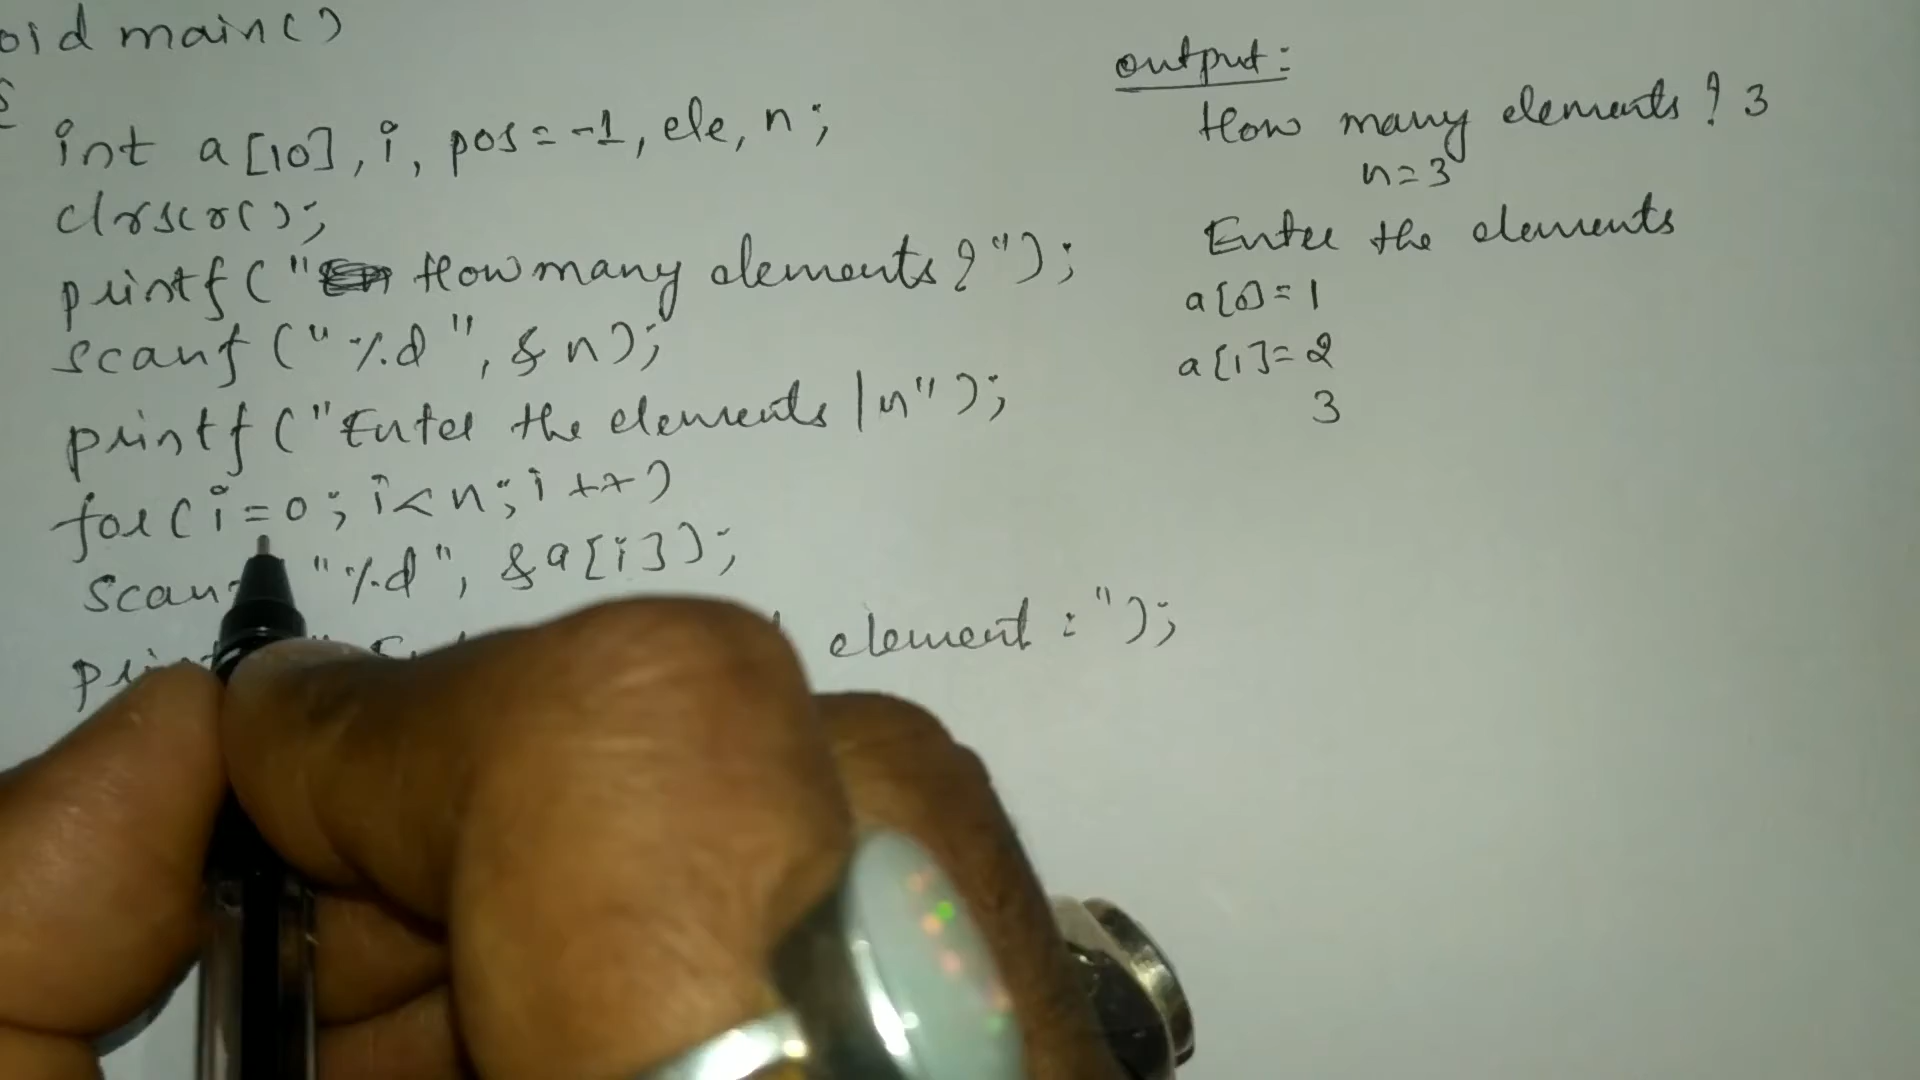 oid main()
{
int a[10], i, pos=-1, ele, n;
clrscr();
printf(" How many elements?");
scanf("%d", &n);
printf("Enter the elements \n");
for(i=0; i<n; i++)
scanf "%d", &a[i]);
element :");
output:
How many elements? 3
n=3
Enter the elements
a[0]=1
a[1]=2
3